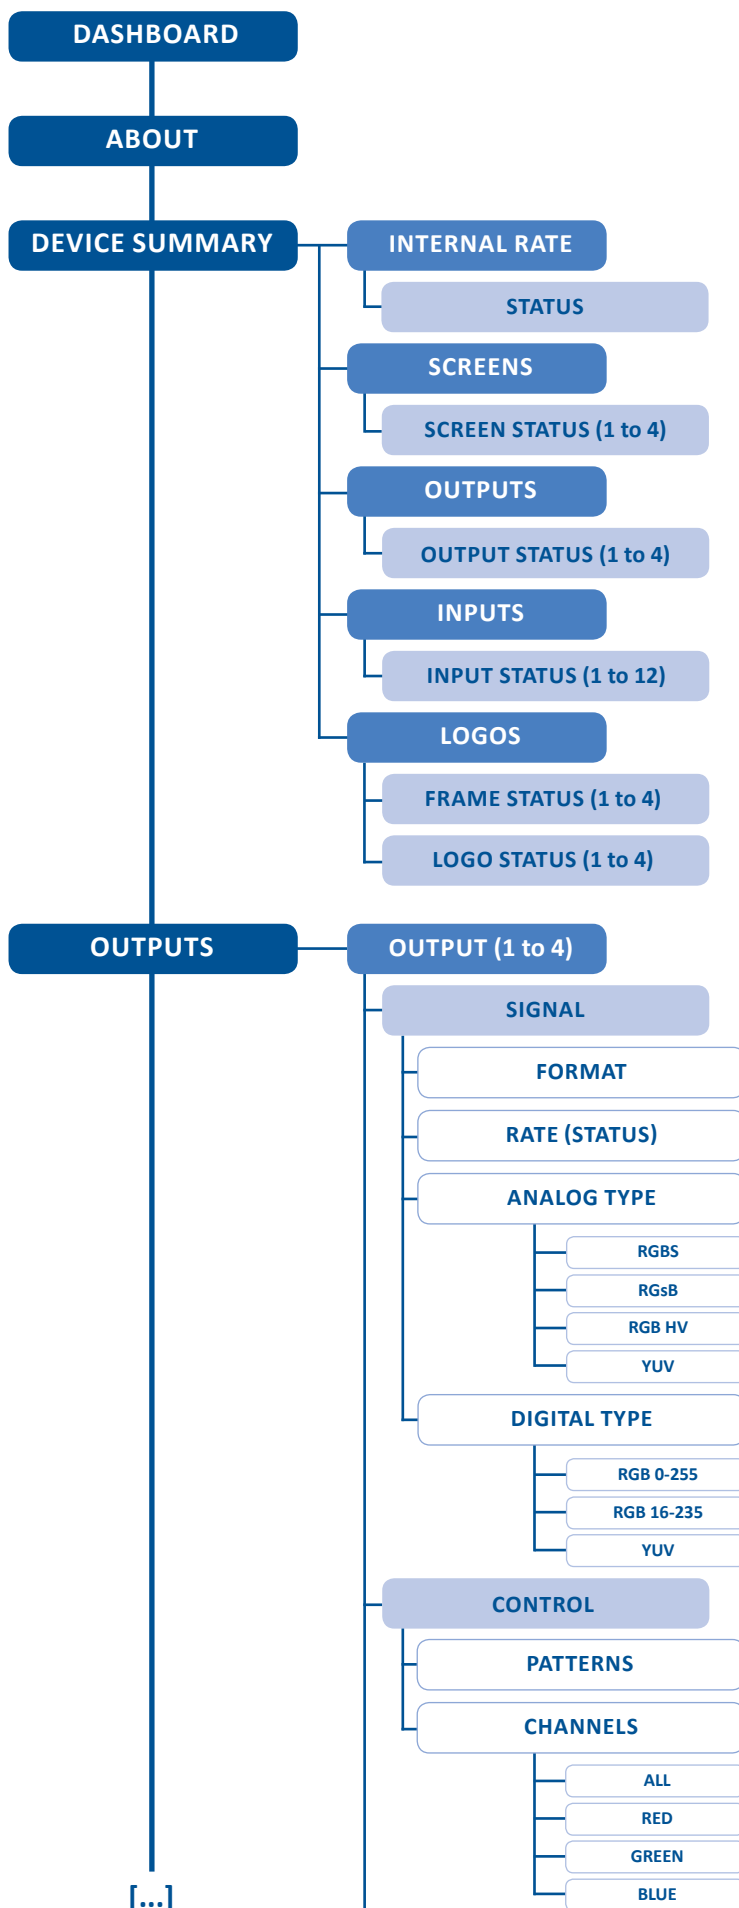 DASHBOARD
ABOUT
DEVICE SUMMARY
INTERNAL RATE
STATUS
SCREENS
SCREEN STATUS (1 to 4)
OUTPUTS
OUTPUT STATUS (1 to 4)
INPUTS
INPUT STATUS (1 to 12)
LOGOS
FRAME STATUS (1 to 4)
LOGO STATUS (1 to 4)
OUTPUTS
OUTPUT (1 to 4)
SIGNAL
FORMAT
RATE (STATUS)
ANALOG TYPE
RGBS
RGsB
RGB HV
YUV
DIGITAL TYPE
RGB 0-255
RGB 16-235
YUV
CONTROL
PATTERNS
CHANNELS
ALL
RED
GREEN
BLUE
[...]